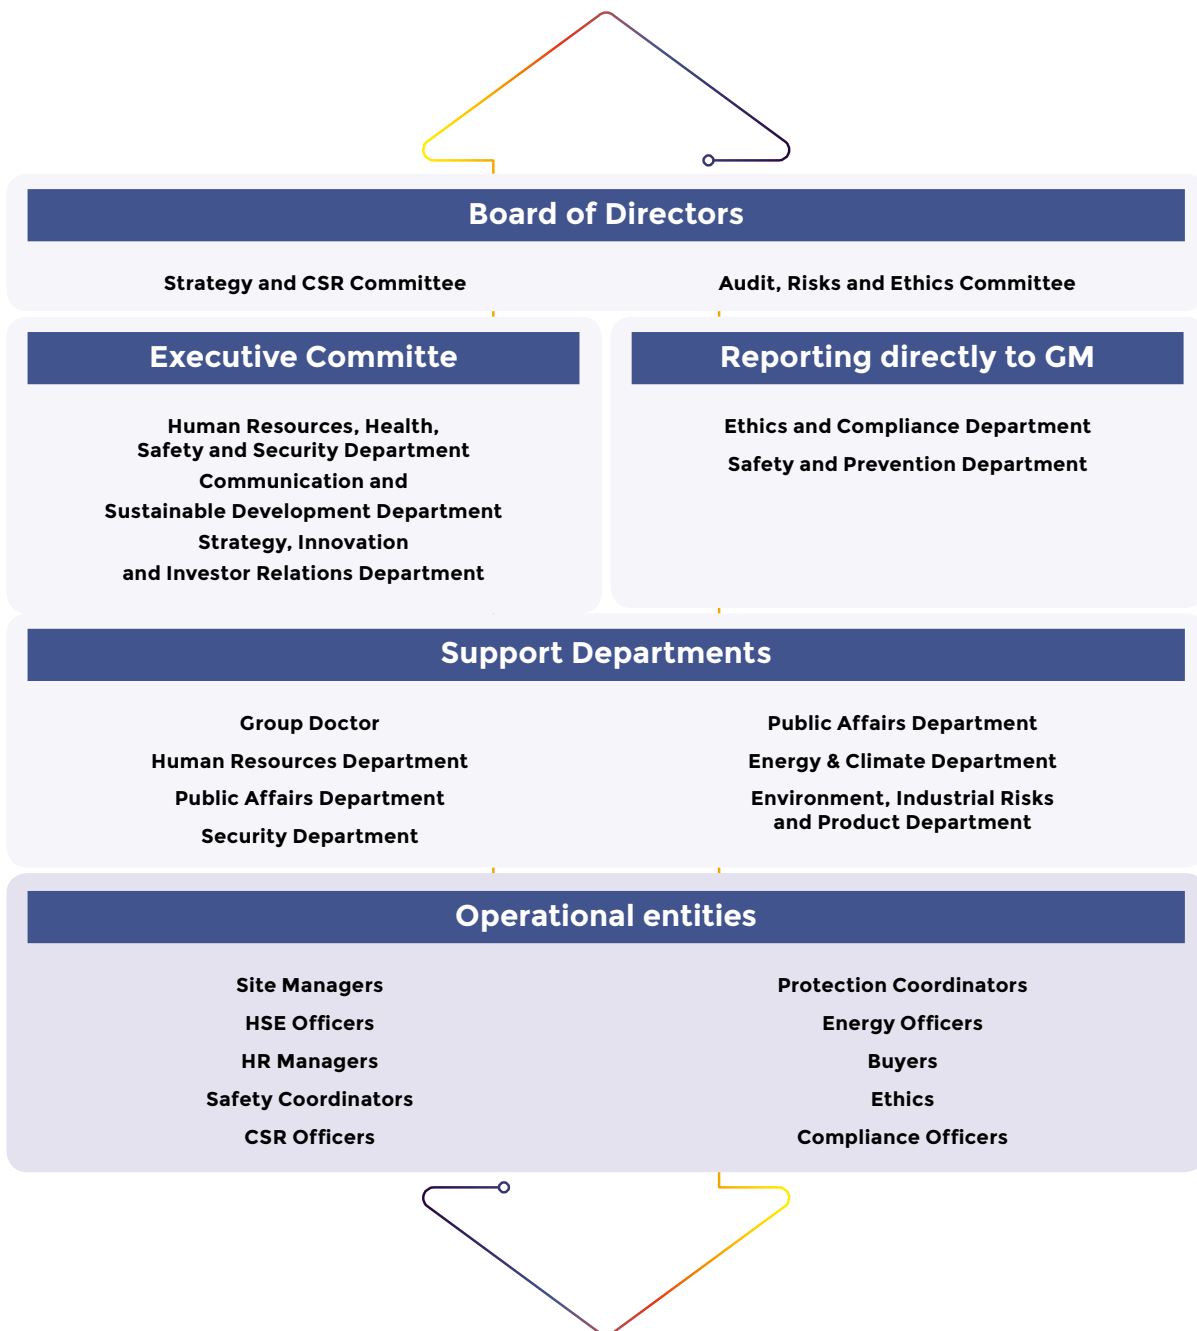 Board of Directors
Strategy and CSR Committee
Audit, Risks and Ethics Committee
Executive Committe
Human Resources, Health,
Safety and Security Department
Communication and
Sustainable Development Department
Strategy, Innovation
and Investor Relations Department
Reporting directly to GM
Ethics and Compliance Department
Safety and Prevention Department
Support Departments
Group Doctor
Human Resources Department
Public Affairs Department
Security Department
Public Affairs Department
Energy & Climate Department
Environment, Industrial Risks
and Product Department
Operational entities
Site Managers
HSE Officers
HR Managers
Safety Coordinators
CSR Officers
Protection Coordinators
Energy Officers
Buyers
Ethics
Compliance Officers